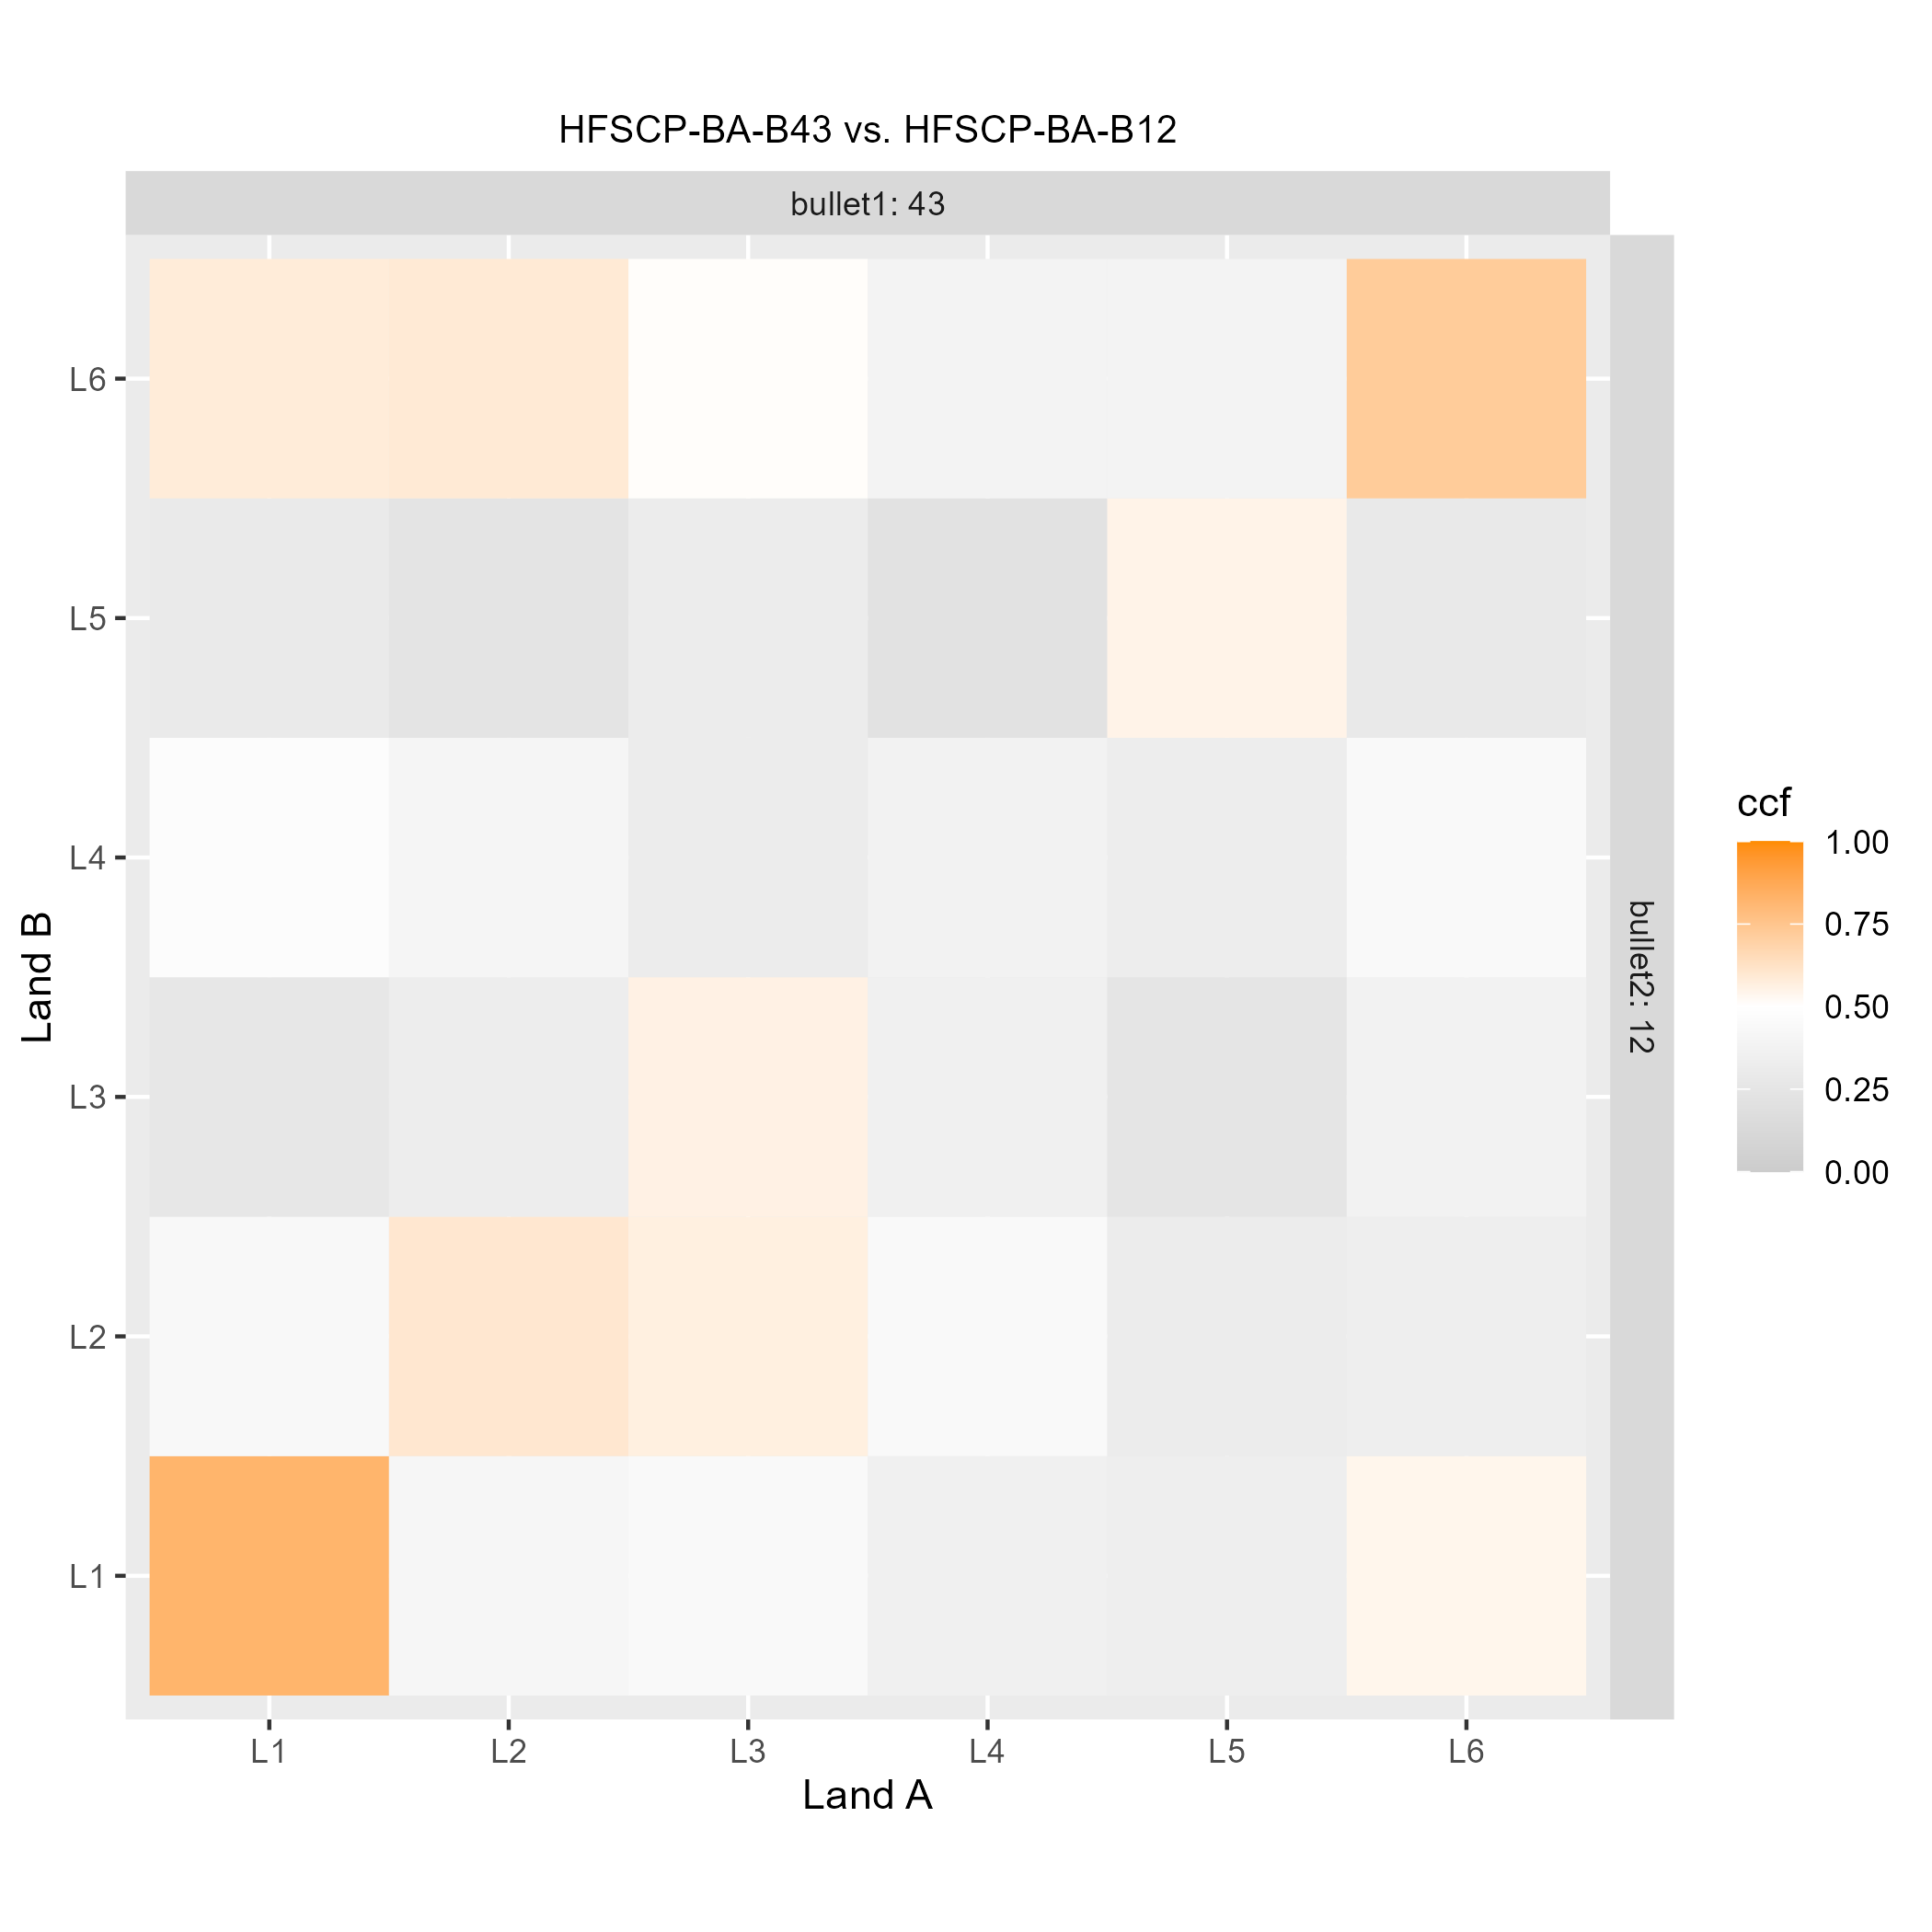 HFSCP-BA-B43 vs. HFSCP-BA-B12
bullet1: 43
L6
L5
L4
L3
L2
L1
Land B
L1 L2 L3 L4 L5 L6
Land A
bullet2: 12
ccf
1.00
0.75
0.50
0.25
0.00